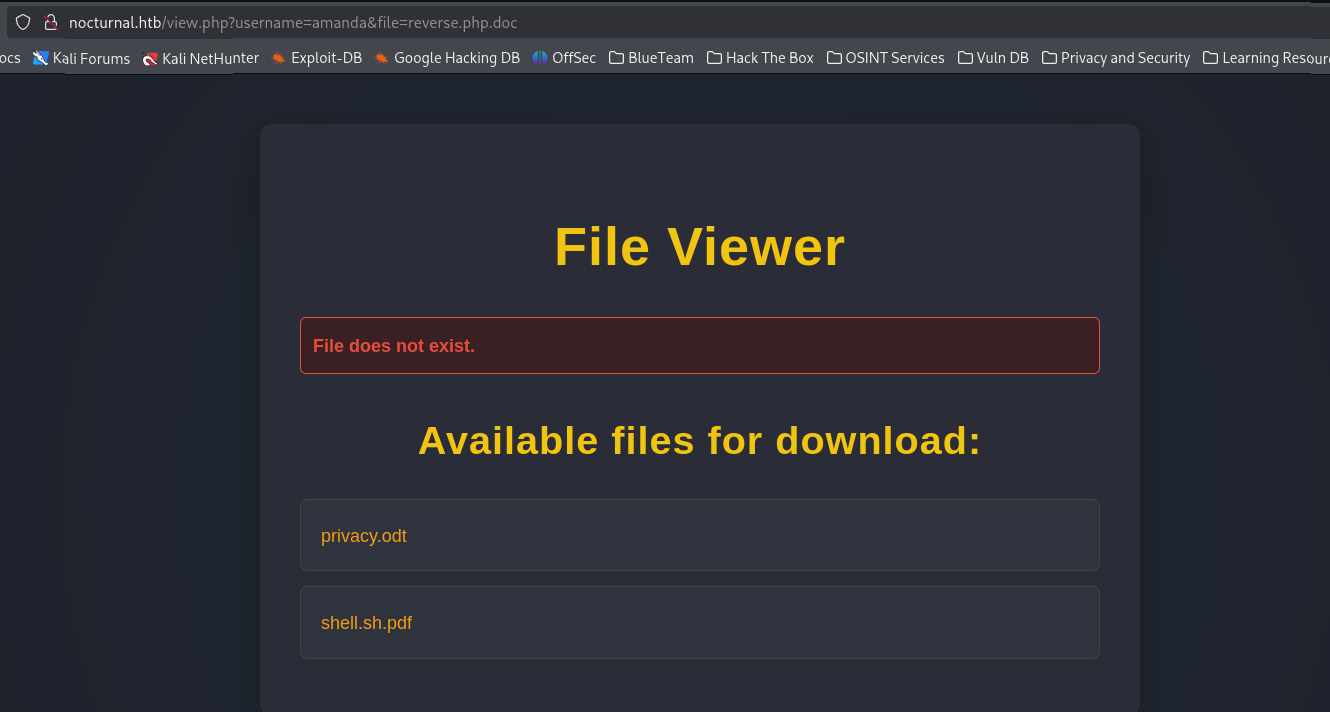 nocturnal.htb/view.php?username=amanda&file=reverse.php.doc
ocs Kali Forums Kali NetHunter Exploit-DB Google Hacking DB OffSec BlueTeam Hack The Box OSINT Services Vuln DB Privacy and Security Learning Resour
File Viewer
File does not exist.
Available files for download:
privacy.odt
shell.sh.pdf